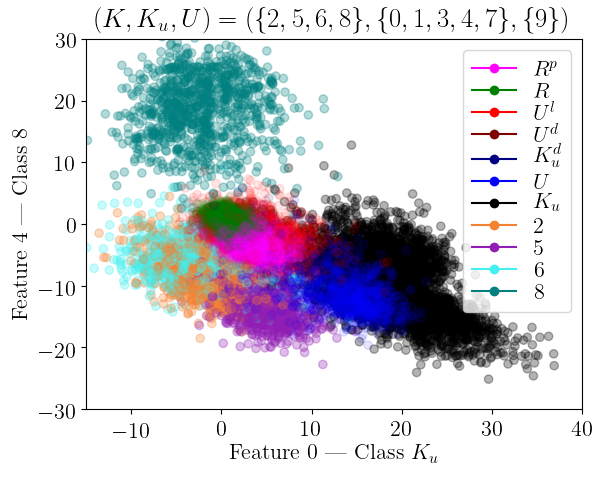 (K, K_u, U) = ({2, 5, 6, 8}, {0, 1, 3, 4, 7}, {9})
30
20
10
0
−10
−20
−30
Feature 4 — Class 8
R^p
R
U^l
U^d
K_u^d
U
K_u
2
5
6
8
−10
0
10
20
30
40
Feature 0 — Class K_u